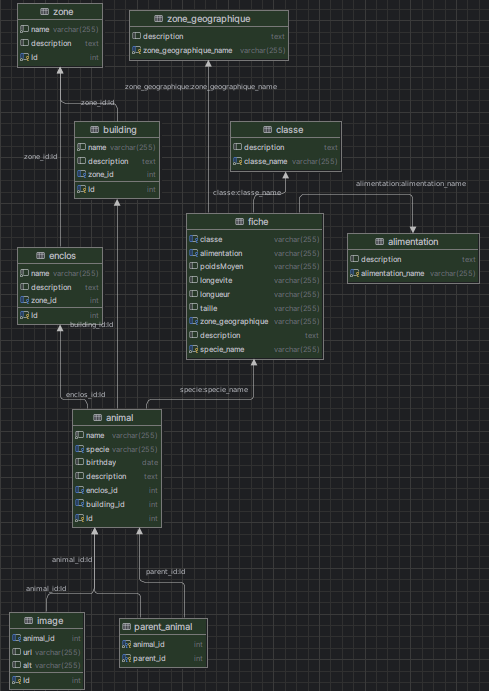 zone
name varchar(255)
description text
Id int
zone_geographique
description text
zone_geographique_name varchar(255)
zone_geographique:zone_geographique_name
zone_id:Id
building
name varchar(255)
description text
zone_id int
Id int
classe
description text
classe_name varchar(255)
zone_id:Id
classe:classe_name
alimentation:alimentation_name
fiche
classe varchar(255)
alimentation varchar(255)
poidsMoyen varchar(255)
longevite varchar(255)
longueur varchar(255)
taille varchar(255)
zone_geographique varchar(255)
description text
specie_name varchar(255)
alimentation
description text
alimentation_name varchar(255)
enclos
name varchar(255)
description text
zone_id int
Id int
building_id:Id
enclos_id:Id
specie:specie_name
animal
name varchar(255)
specie varchar(255)
birthday date
description text
enclos_id int
building_id int
Id int
animal_id:Id
parent_id:Id
animal_id:Id
image
animal_id int
url varchar(255)
alt varchar(255)
Id int
parent_animal
animal_id int
parent_id int